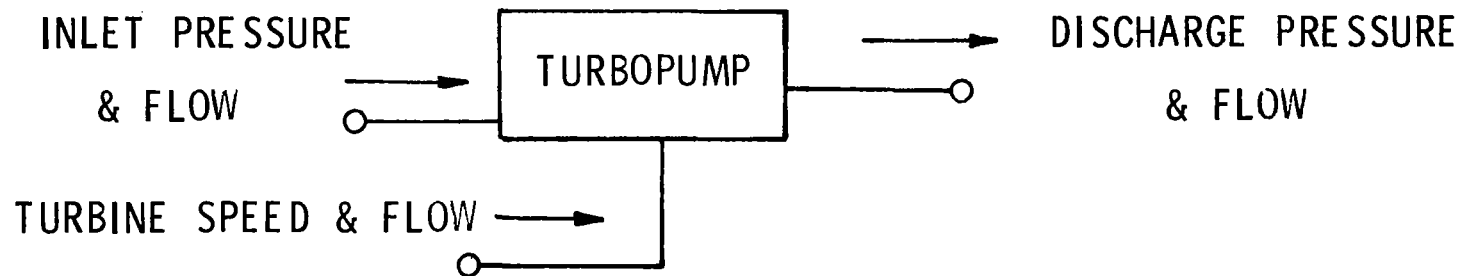 INLET PRESSURE
& FLOW
TURBOPUMP
DISCHARGE PRESSURE
& FLOW
TURBINE SPEED & FLOW